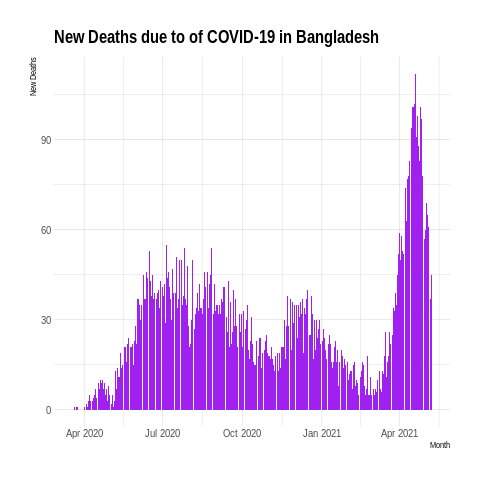 New Deaths due to of COVID-19 in Bangladesh
New Deaths
90
60
30
0
Apr 2020 Jul 2020 Oct 2020 Jan 2021 Apr 2021
Month